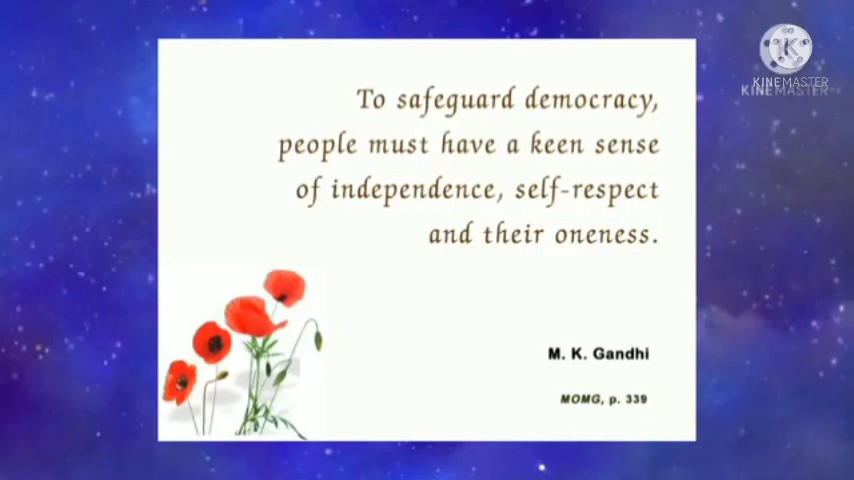 K
KINEMASTER
KINEMASTER
To safeguard democracy,
people must have a keen sense
of independence, self-respect
and their oneness.
M. K. Gandhi
MOMG, p. 339